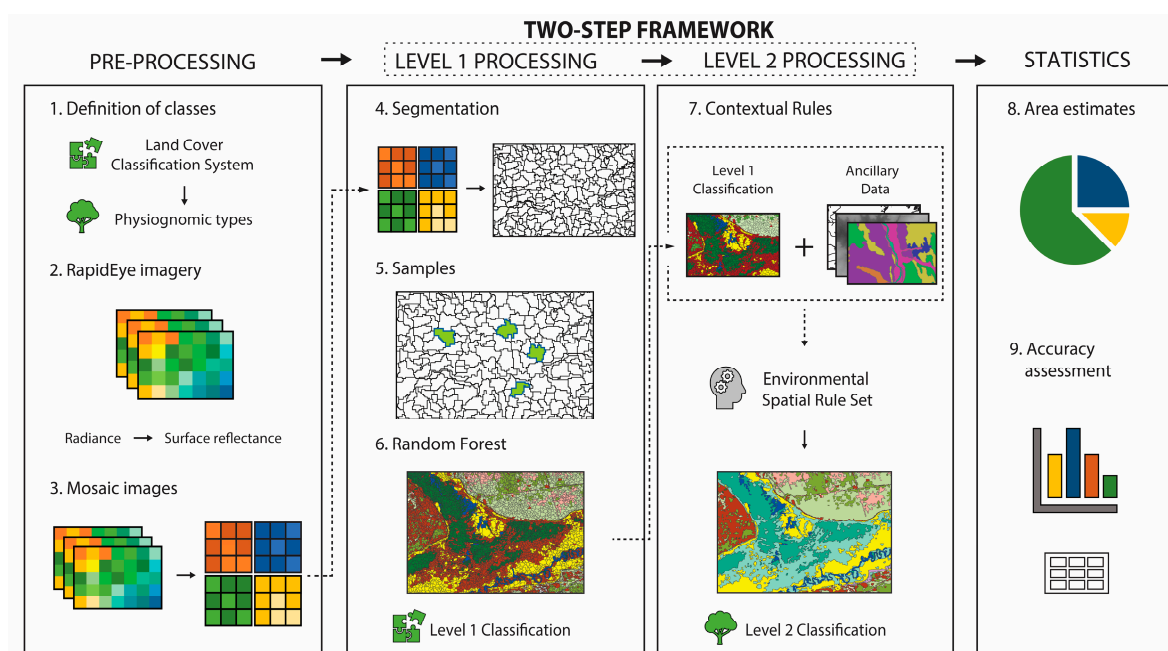 TWO-STEP FRAMEWORK
PRE-PROCESSING
LEVEL 1 PROCESSING
LEVEL 2 PROCESSING
STATISTICS
1. Definition of classes
Land Cover
Classification System
Physiognomic types
2. RapidEye imagery
Radiance
Surface reflectance
3. Mosaic images
4. Segmentation
5. Samples
6. Random Forest
Level 1 Classification
7. Contextual Rules
Level 1
Classification
Ancillary
Data
+
Environmental
Spatial Rule Set
Level 2 Classification
8. Area estimates
9. Accuracy
assessment